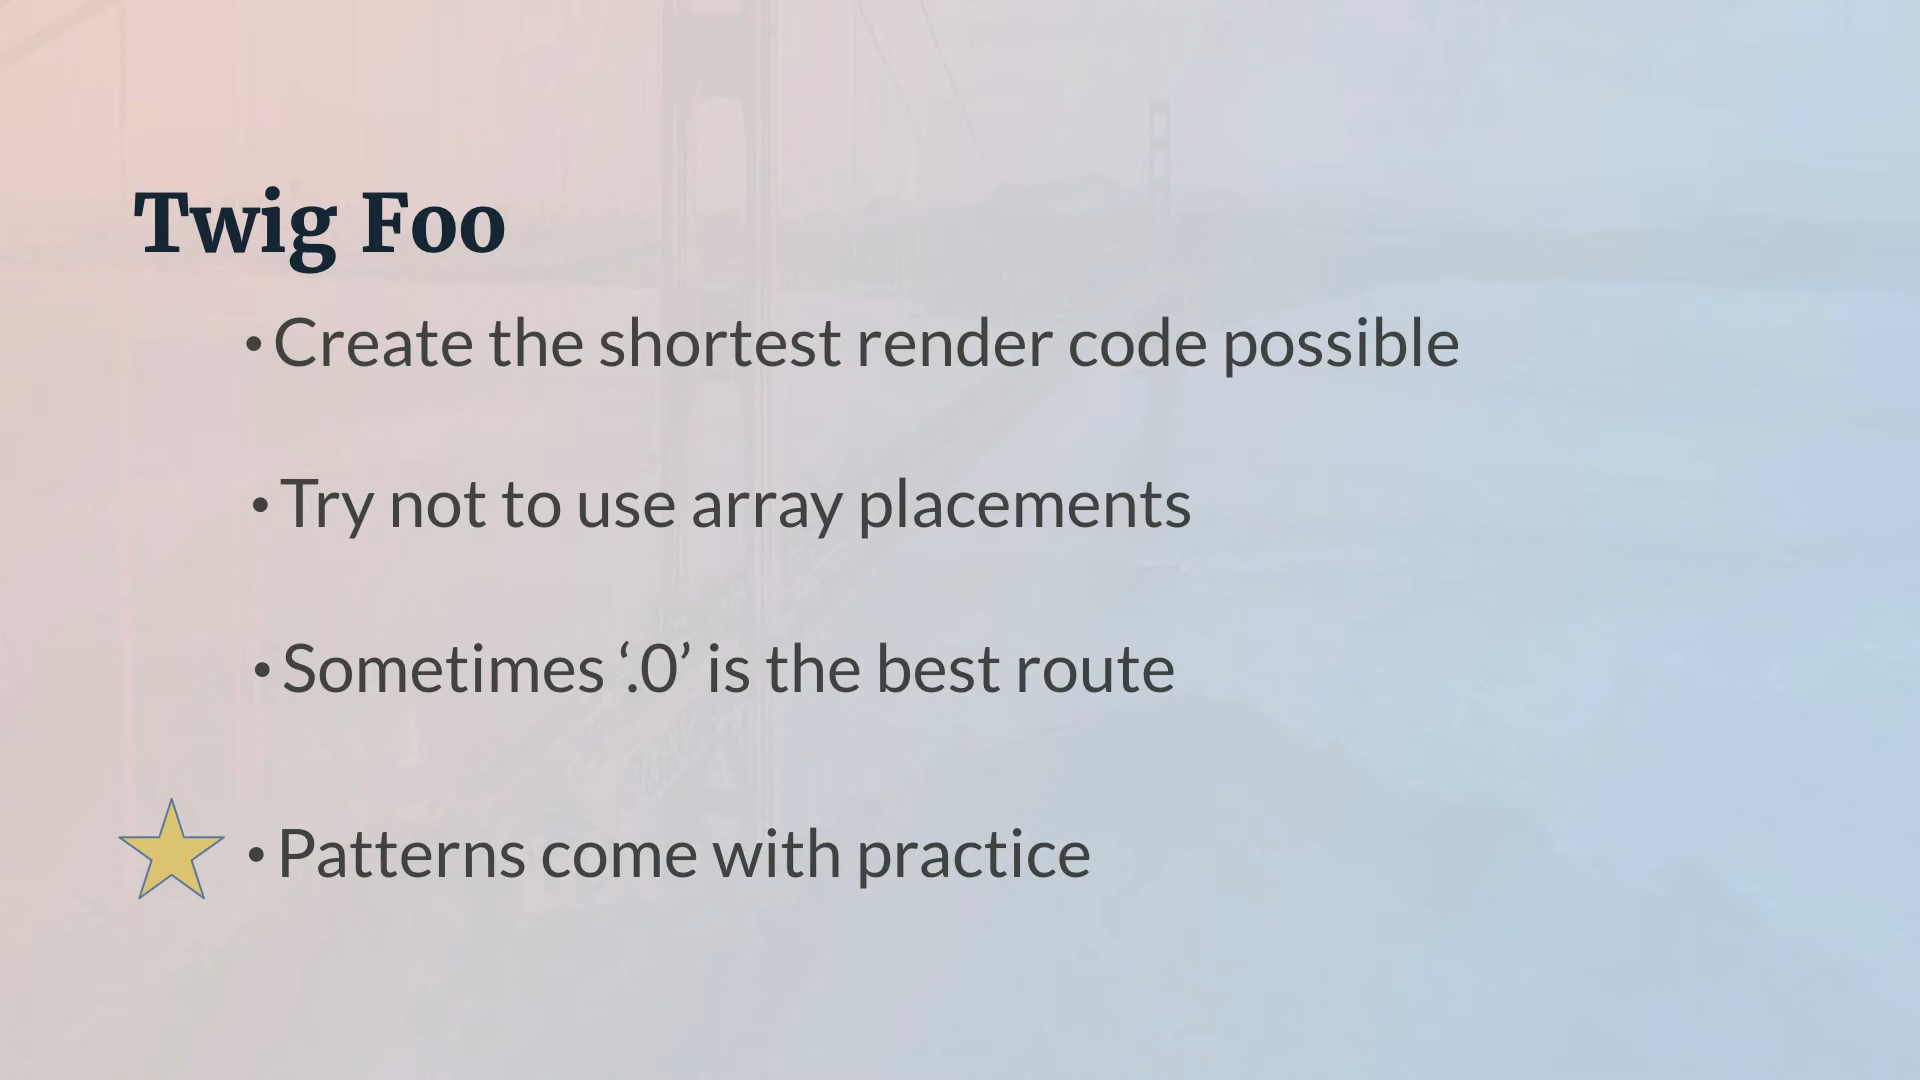 Twig Foo
• Create the shortest render code possible
• Try not to use array placements
• Sometimes ‘.0’ is the best route
• Patterns come with practice